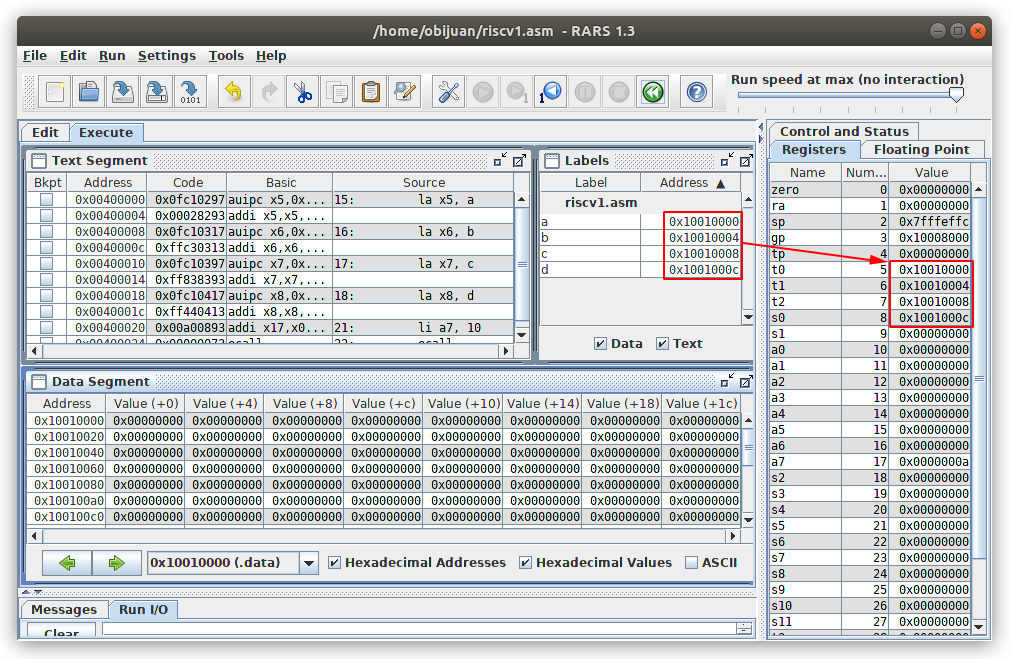 /home/obijuan/riscv1.asm - RARS 1.3
File Edit Run Settings Tools Help
Run speed at max (no interaction)
0101
1
1
Edit Execute
Text Segment
Bkpt Address Code Basic Source
0x00400000 0x0fc10297 auipc x5,0x... 15: la x5, a
0x00400004 0x00028293 addi x5,x5,...
0x00400008 0x0fc10317 auipc x6,0x... 16: la x6, b
0x0040000c 0xffc30313 addi x6,x6,...
0x00400010 0x0fc10397 auipc x7,0x... 17: la x7, c
0x00400014 0xff838393 addi x7,x7,...
0x00400018 0x0fc10417 auipc x8,0x... 18: la x8, d
0x0040001c 0xff440413 addi x8,x8,...
0x00400020 0x00a00893 addi x17,x0... 21: li a7, 10
0x00400024 0x00000073 ecall 22: ecall
Labels
Label Address ▲
riscv1.asm
a 0x10010000
b 0x10010004
c 0x10010008
d 0x1001000c
Data Text
Data Segment
Address Value (+0) Value (+4) Value (+8) Value (+c) Value (+10) Value (+14) Value (+18) Value (+1c)
0x10010000 0x00000000 0x00000000 0x00000000 0x00000000 0x00000000 0x00000000 0x00000000 0x00000000
0x10010020 0x00000000 0x00000000 0x00000000 0x00000000 0x00000000 0x00000000 0x00000000 0x00000000
0x10010040 0x00000000 0x00000000 0x00000000 0x00000000 0x00000000 0x00000000 0x00000000 0x00000000
0x10010060 0x00000000 0x00000000 0x00000000 0x00000000 0x00000000 0x00000000 0x00000000 0x00000000
0x10010080 0x00000000 0x00000000 0x00000000 0x00000000 0x00000000 0x00000000 0x00000000 0x00000000
0x100100a0 0x00000000 0x00000000 0x00000000 0x00000000 0x00000000 0x00000000 0x00000000 0x00000000
0x100100c0 0x00000000 0x00000000 0x00000000 0x00000000 0x00000000 0x00000000 0x00000000 0x00000000
0x10010000 (.data) Hexadecimal Addresses Hexadecimal Values ASCII
Messages Run I/O
Clear
Control and Status
Registers Floating Point
Name Num... Value
zero 0 0x00000000
ra 1 0x00000000
sp 2 0x7fffeffc
gp 3 0x10008000
tp 4 0x00000000
t0 5 0x10010000
t1 6 0x10010004
t2 7 0x10010008
s0 8 0x1001000c
s1 9 0x00000000
a0 10 0x00000000
a1 11 0x00000000
a2 12 0x00000000
a3 13 0x00000000
a4 14 0x00000000
a5 15 0x00000000
a6 16 0x00000000
a7 17 0x0000000a
s2 18 0x00000000
s3 19 0x00000000
s4 20 0x00000000
s5 21 0x00000000
s6 22 0x00000000
s7 23 0x00000000
s8 24 0x00000000
s9 25 0x00000000
s10 26 0x00000000
s11 27 0x00000000